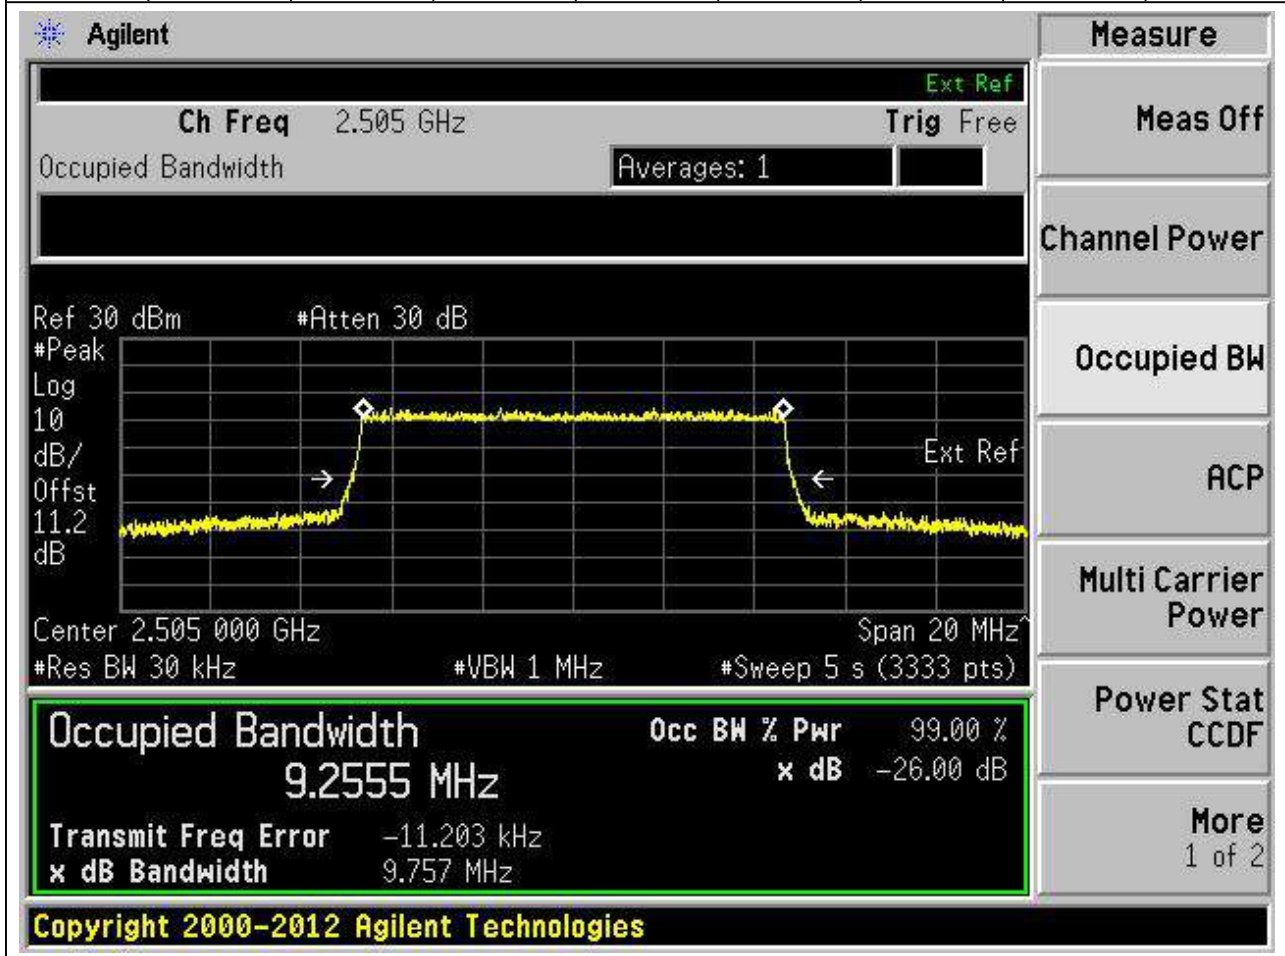 Agilent
Measure
Ext Ref
Ch Freq 2.505 GHz Trig Free
Meas Off
Occupied Bandwidth Averages: 1
Channel Power
Ref 30 dBm #Atten 30 dB
#Peak
Log
10
dB/
Offst
11.2
dB
Ext Ref
Occupied BW
ACP
Center 2.505 000 GHz Span 20 MHz^
#Res BW 30 kHz #VBW 1 MHz #Sweep 5 s (3333 pts)
Multi Carrier
Power
Occupied Bandwidth Occ BW % Pwr 99.00 %
9.2555 MHz x dB -26.00 dB
Transmit Freq Error -11.203 kHz
x dB Bandwidth 9.757 MHz
Power Stat
CCDF
More
1 of 2
Copyright 2000-2012 Agilent Technologies